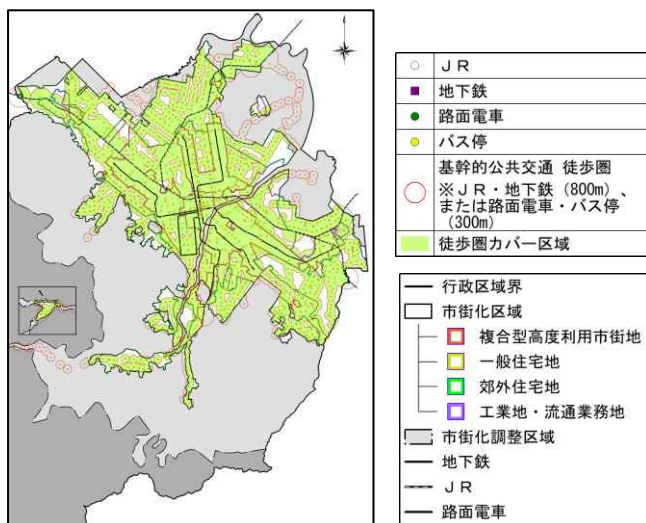 ＪＲ
地下鉄
路面電車
バス停
基幹的公共交通 徒歩圏
※ＪＲ・地下鉄（800m）、
または路面電車・バス停
（300m）
徒歩圏カバー区域
行政区域界
市街化区域
複合型高度利用市街地
一般住宅地
郊外住宅地
工業地・流通業務地
市街化調整区域
地下鉄
ＪＲ
路面電車